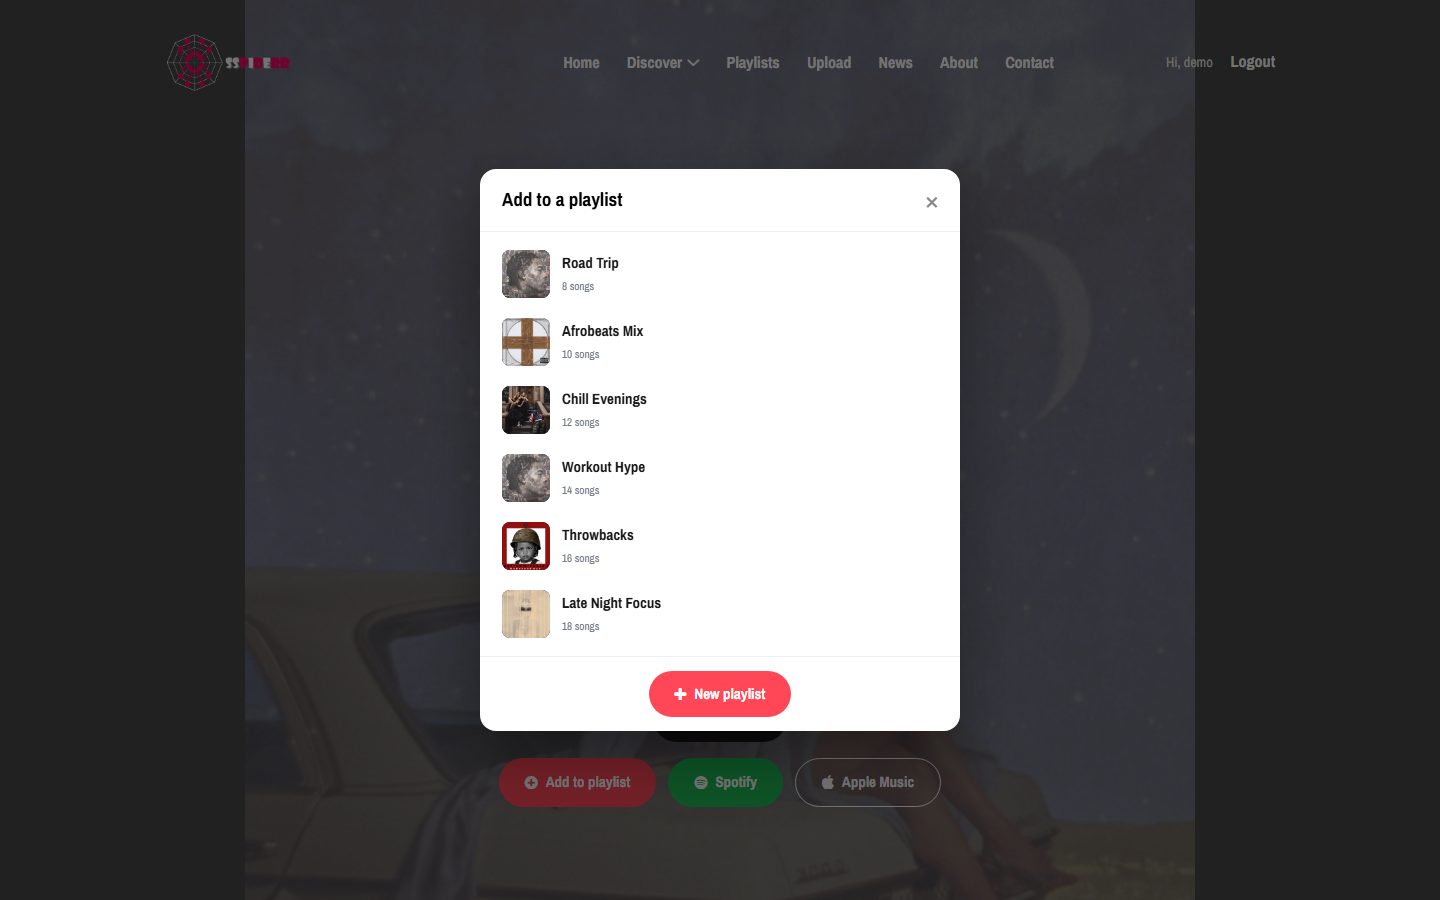 Home
Discover
Playlists
Upload
News
About
Contact
Hi, demo
Logout
Add to a playlist
Road Trip
8 songs
Afrobeats Mix
10 songs
Chill Evenings
12 songs
Workout Hype
14 songs
Throwbacks
16 songs
Late Night Focus
18 songs
New playlist
Add to playlist
Spotify
Apple Music